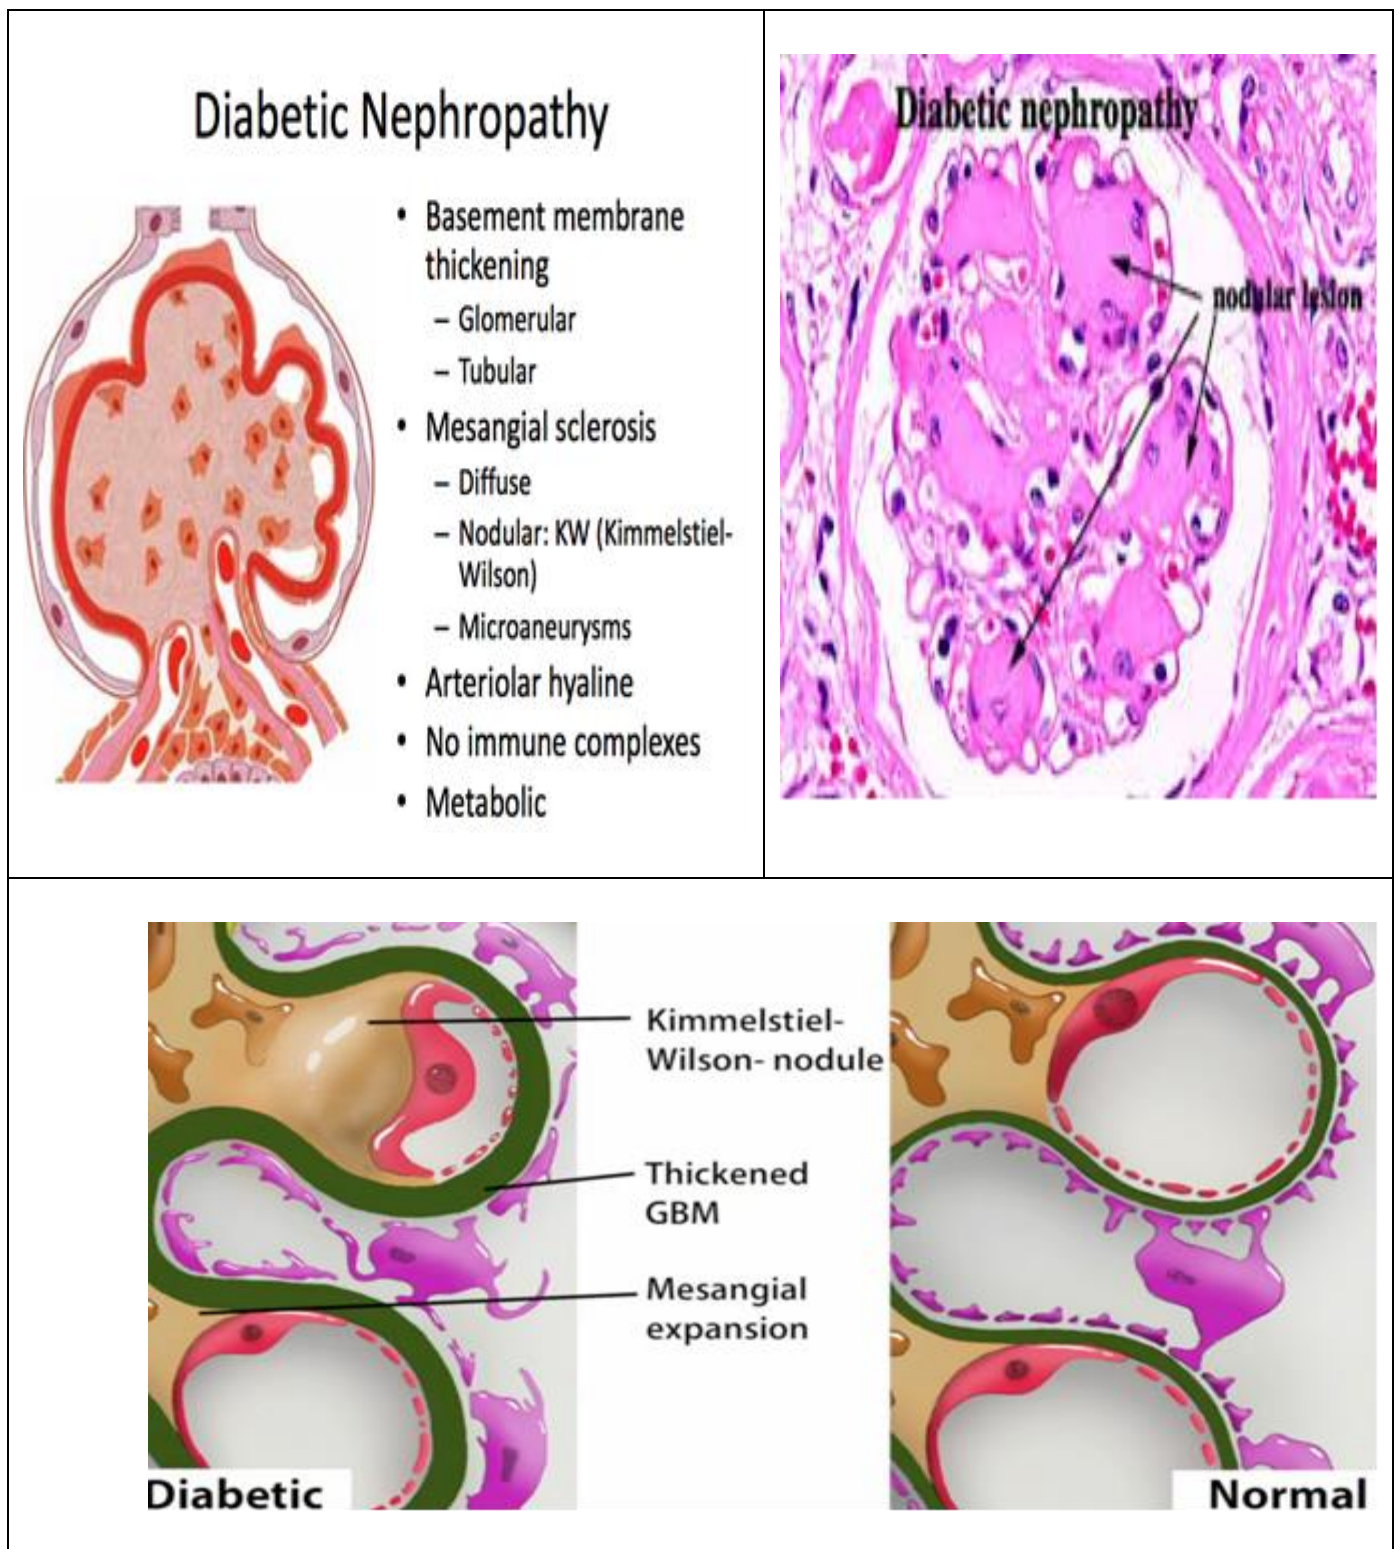 Diabetic Nephropathy
• Basement membrane
thickening
– Glomerular
– Tubular
• Mesangial sclerosis
– Diffuse
– Nodular: KW (Kimmelstiel-
Wilson)
– Microaneurysms
• Arteriolar hyaline
• No immune complexes
• Metabolic
Diabetic nephropathy
nodular lesion
Kimmelstiel-
Wilson- nodule
Thickened
GBM
Mesangial
expansion
Diabetic
Normal